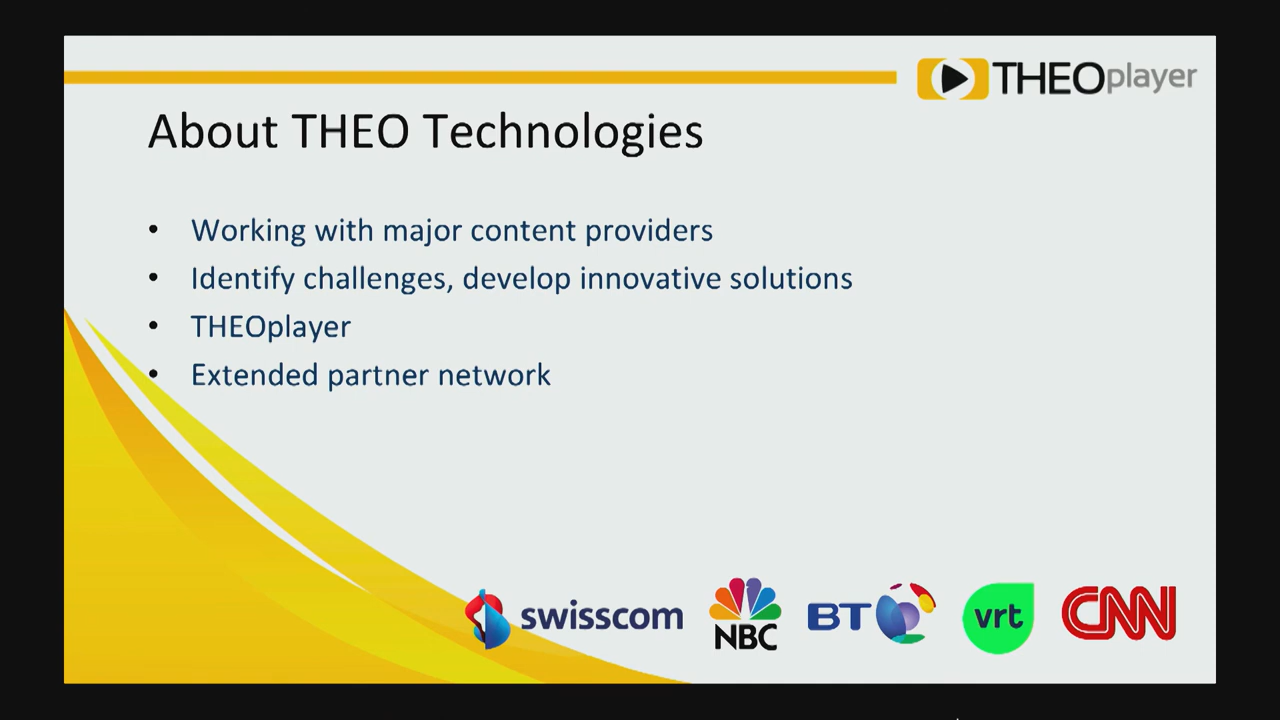 THEOplayer
About THEO Technologies
• Working with major content providers
• Identify challenges, develop innovative solutions
• THEOplayer
• Extended partner network
swisscom NBC BT vrt CNN